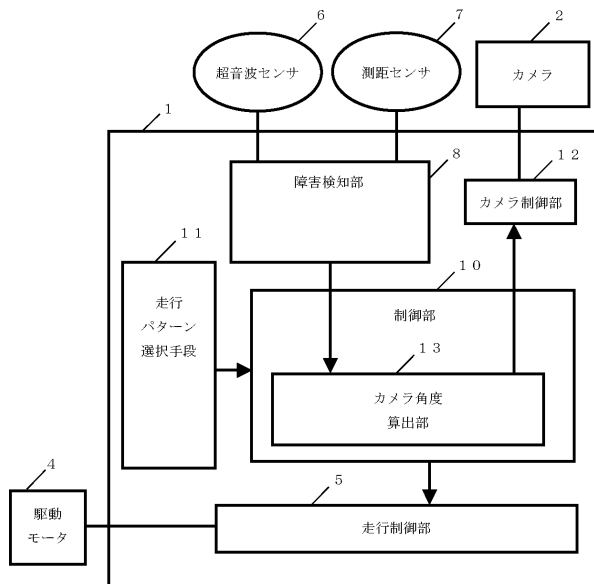 ６
７
２
超音波センサ
測距センサ
カメラ
１
８
１２
障害検知部
カメラ制御部
１１
１０
走行
パターン
選択手段
制御部
１３
カメラ角度
算出部
４
５
駆動
モータ
走行制御部